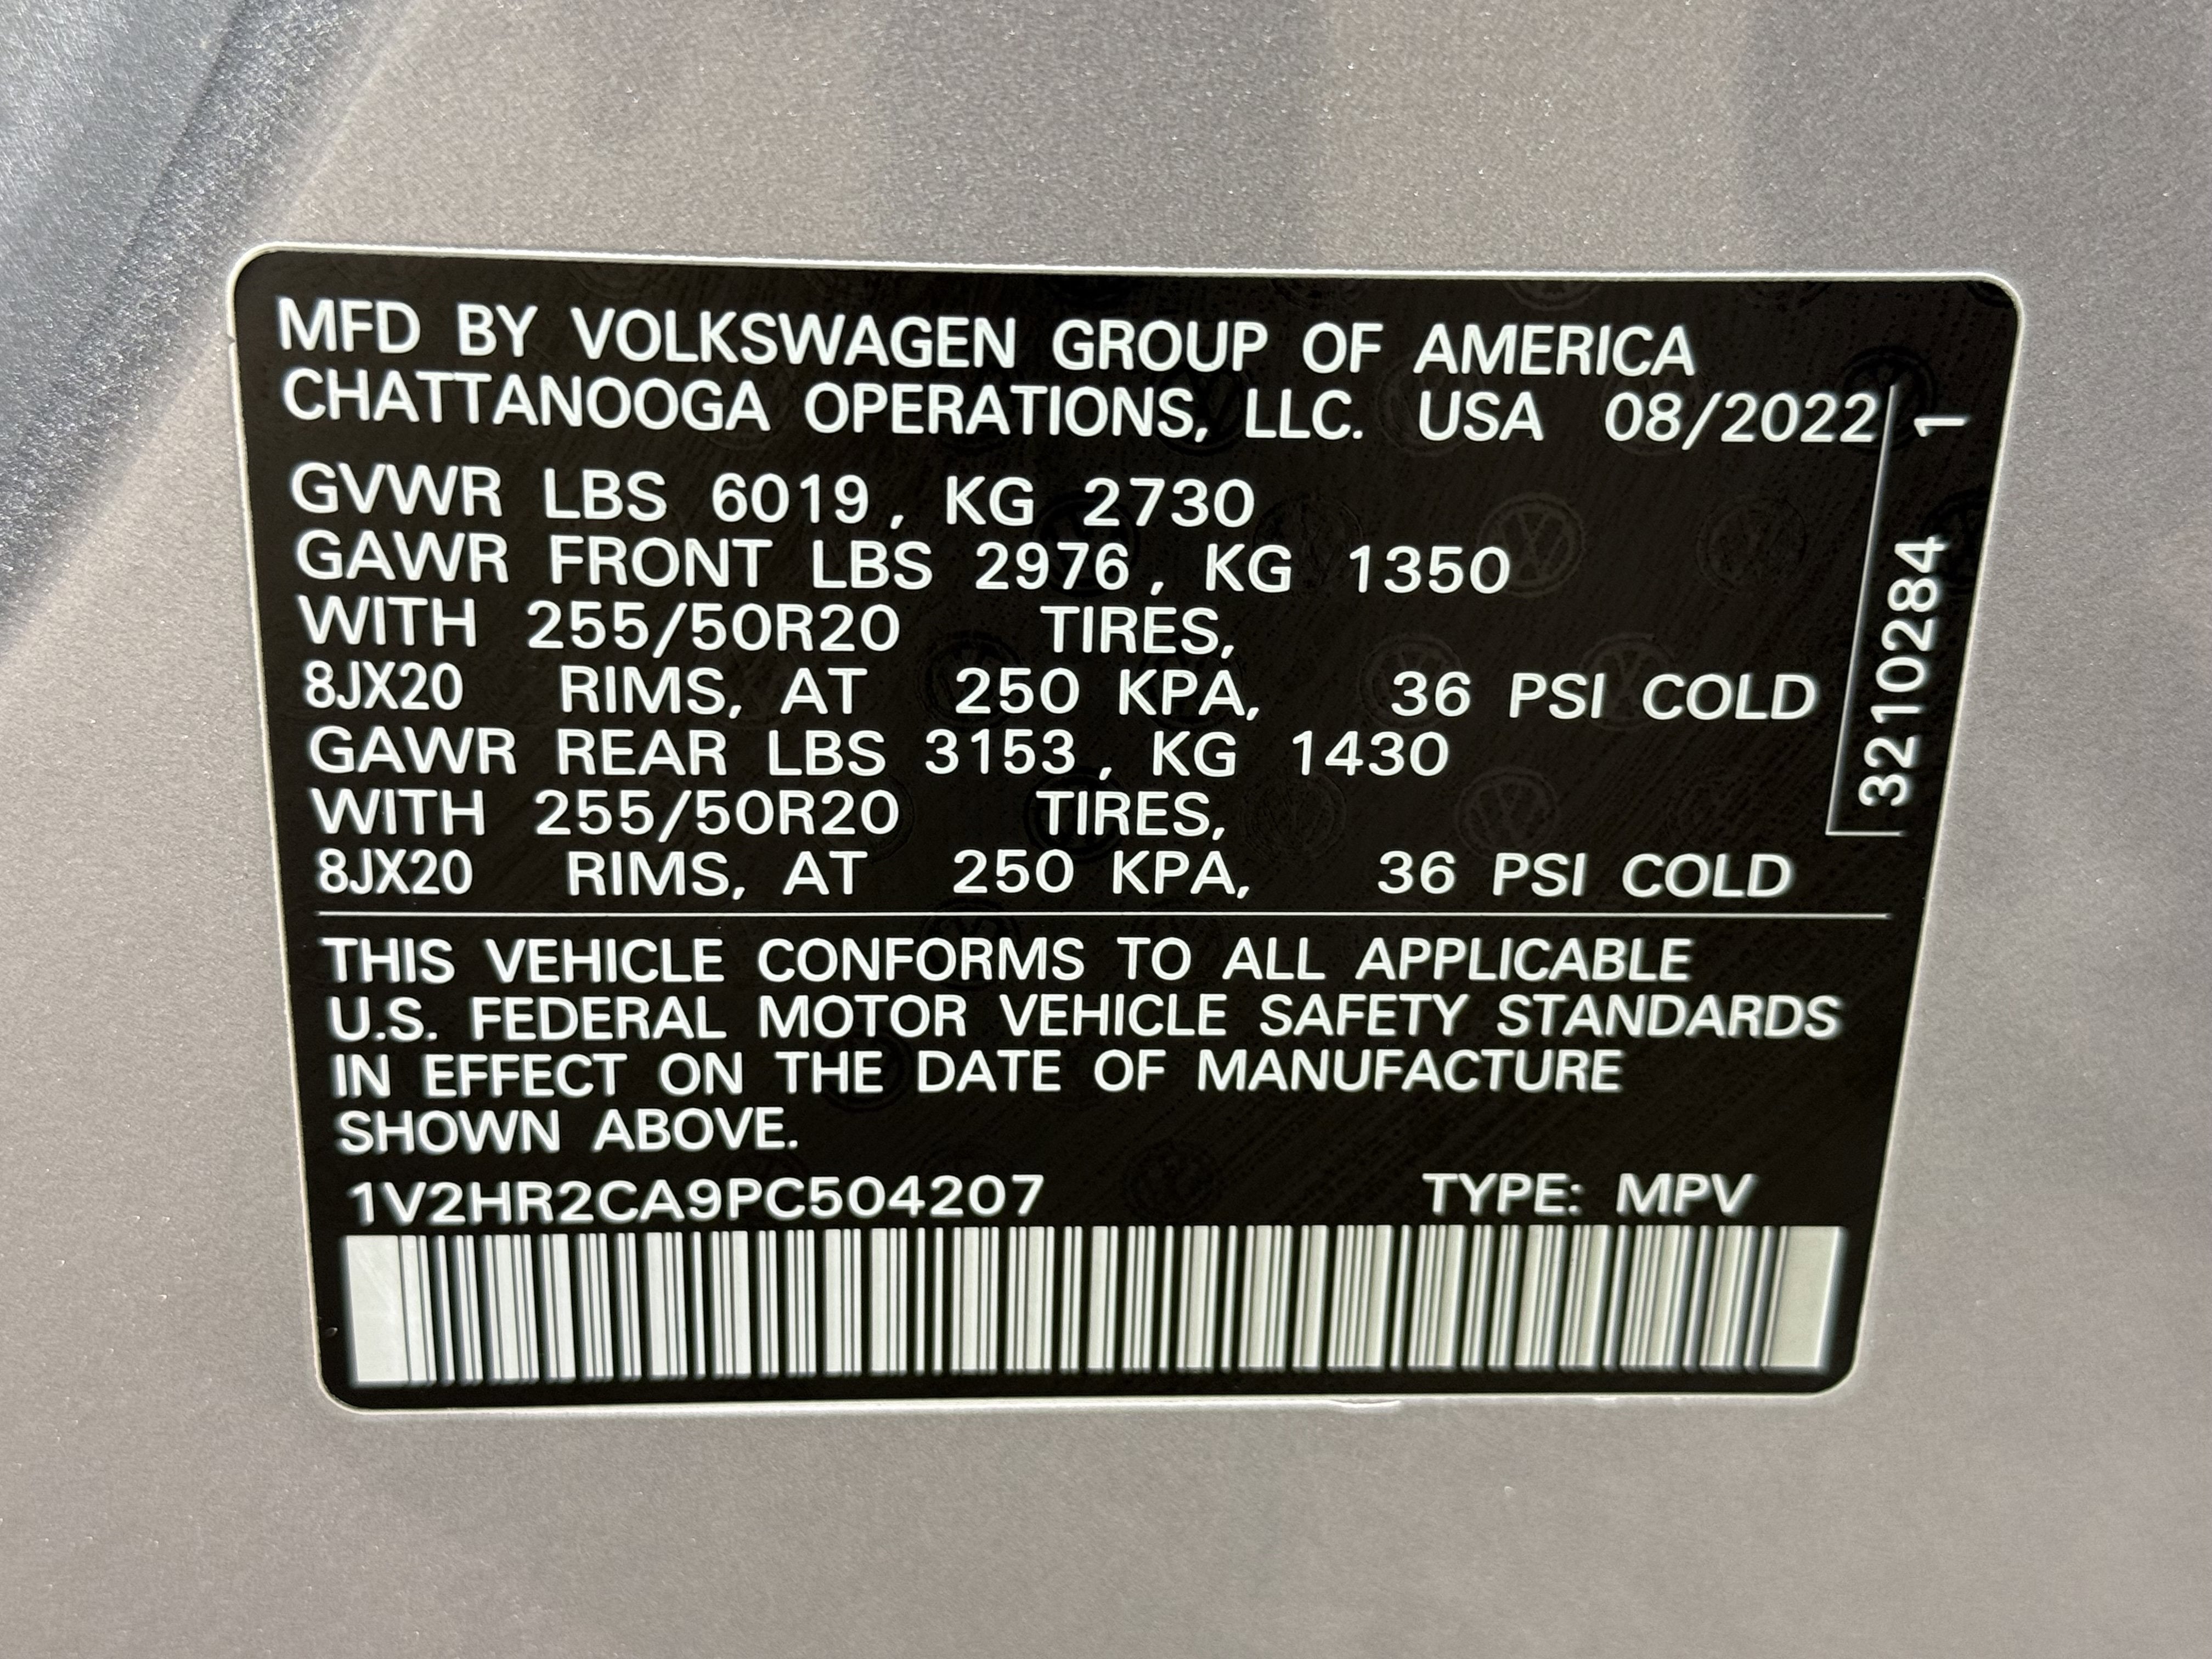 MFD BY VOLKSWAGEN GROUP OF AMERICA
CHATTANOOGA OPERATIONS, LLC. USA 08/2022
GVWR LBS 6019, KG 2730
GAWR FRONT LBS 2976, KG 1350
WITH 255/50R20 TIRES,
8JX20 RIMS, AT 250 KPA, 36 PSI COLD
GAWR REAR LBS 3153, KG 1430
WITH 255/50R20 TIRES,
8JX20 RIMS, AT 250 KPA, 36 PSI COLD
THIS VEHICLE CONFORMS TO ALL APPLICABLE
U.S. FEDERAL MOTOR VEHICLE SAFETY STANDARDS
IN EFFECT ON THE DATE OF MANUFACTURE
SHOWN ABOVE.
1V2HR2CA9PC504207 TYPE: MPV
3210284 1